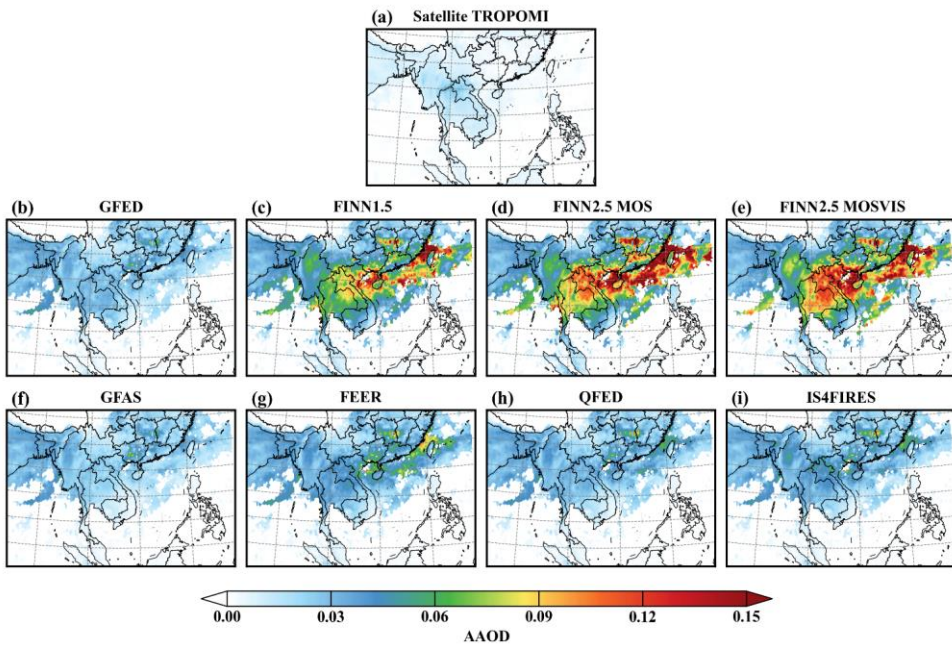 (a) Satellite TROPOMI
(b) GFED
(c) FINN1.5
(d) FINN2.5 MOS
(e) FINN2.5 MOSVIS
(f) GFAS
(g) FEER
(h) QFED
(i) IS4FIRES
0.00 0.03 0.06 0.09 0.12 0.15
AAOD